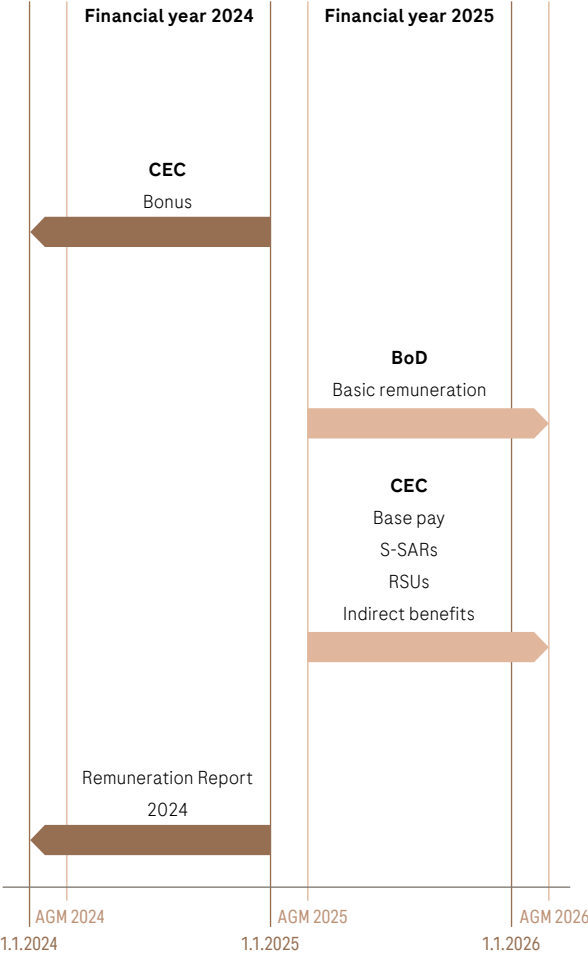 Financial year 2024
Financial year 2025
CEC
Bonus
BoD
Basic remuneration
CEC
Base pay
S-SARs
RSUs
Indirect benefits
Remuneration Report
2024
AGM 2024
AGM 2025
AGM 2026
1.1.2024
1.1.2025
1.1.2026